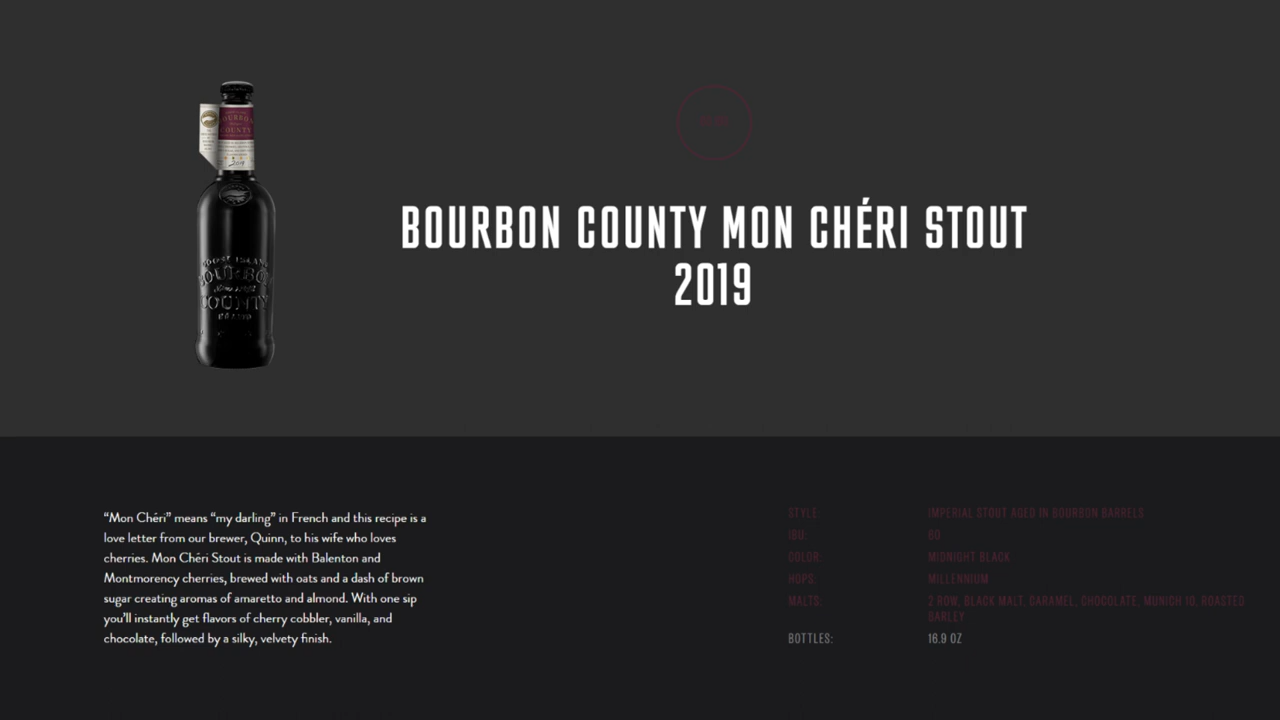 BOURBON COUNTY MON CHÉRI STOUT
2019
“Mon Chéri” means “my darling” in French and this recipe is a
love letter from our brewer, Quinn, to his wife who loves
cherries. Mon Chéri Stout is made with Balenton and
Montmorency cherries, brewed with oats and a dash of brown
sugar creating aromas of amaretto and almond. With one sip
you’ll instantly get flavors of cherry cobbler, vanilla, and
chocolate, followed by a silky, velvety finish.
STYLE: IMPERIAL STOUT AGED IN BOURBON BARRELS
IBU: 60
COLOR: MIDNIGHT BLACK
HOPS: MILLENNIUM
MALTS: 2 ROW, BLACK MALT, CARAMEL, CHOCOLATE, MUNICH 10, ROASTED
BARLEY
BOTTLES: 16.9 OZ
BOURBON
COUNTY
2019
COUNTY